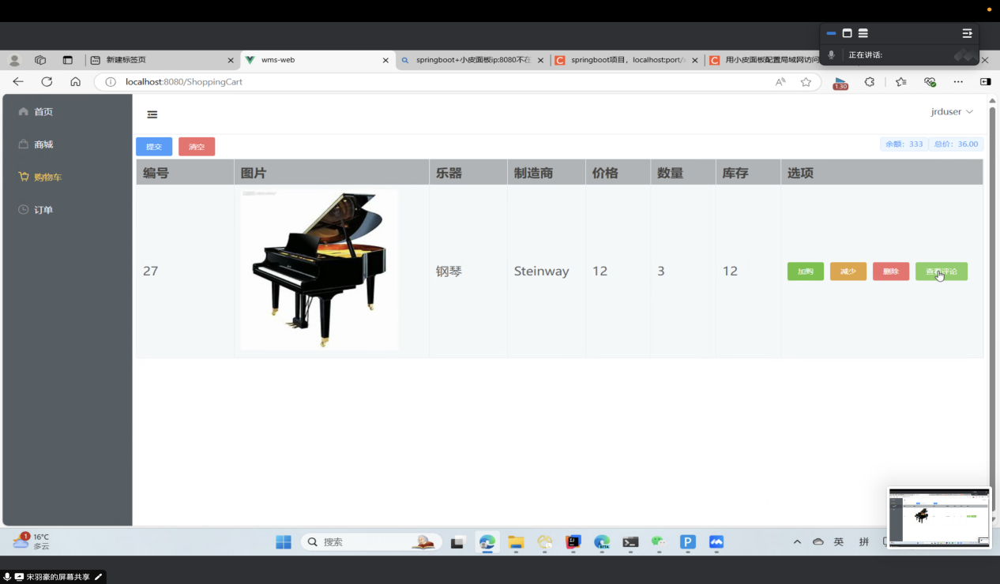 正在讲话:
新建标签页
wms-web
springboot+小皮面板ip:8080不在
springboot项目，localhost:port/
用小皮面板配置局域网访问
localhost:8080/ShoppingCart
1.30
首页
商城
购物车
订单
jrduser
提交 清空
余额：333 总价：36.00
编号 图片 乐器 制造商 价格 数量 库存 选项
27 钢琴 Steinway 12 3 12 加购 减少 删除 查看评论
1
16°C
多云
搜索
英 拼
宋羽豪的屏幕共享